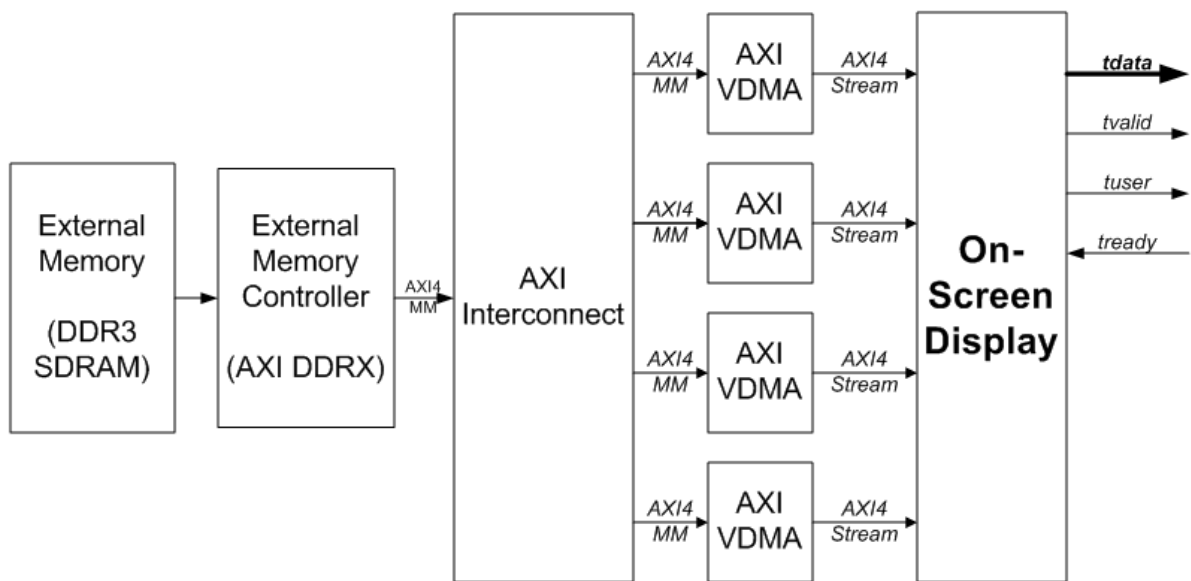 External
Memory
(DDR3
SDRAM)
External
Memory
Controller
(AXI DDRX)
AXI4
MM
AXI
Interconnect
AXI4
MM
AXI
VDMA
AXI4
Stream
AXI4
MM
AXI
VDMA
AXI4
Stream
AXI4
MM
AXI
VDMA
AXI4
Stream
AXI4
MM
AXI
VDMA
AXI4
Stream
On-
Screen
Display
tdata
tvalid
tuser
tready